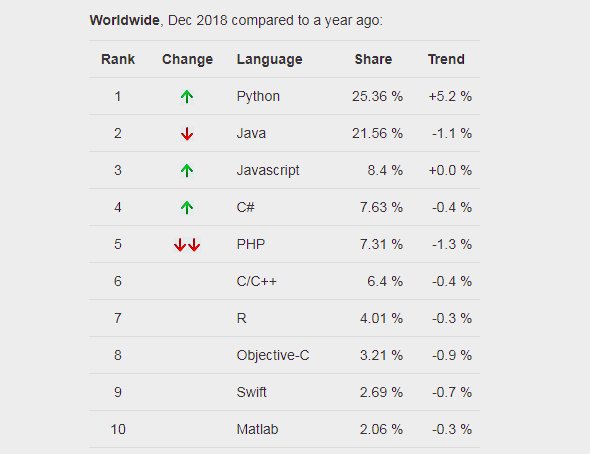 Worldwide, Dec 2018 compared to a year ago:
Rank Change Language Share Trend
1 ↑ Python 25.36 % +5.2 %
2 ↓ Java 21.56 % -1.1 %
3 ↑ Javascript 8.4 % +0.0 %
4 ↑ C# 7.63 % -0.4 %
5 ↓↓ PHP 7.31 % -1.3 %
6 C/C++ 6.4 % -0.4 %
7 R 4.01 % -0.3 %
8 Objective-C 3.21 % -0.9 %
9 Swift 2.69 % -0.7 %
10 Matlab 2.06 % -0.3 %